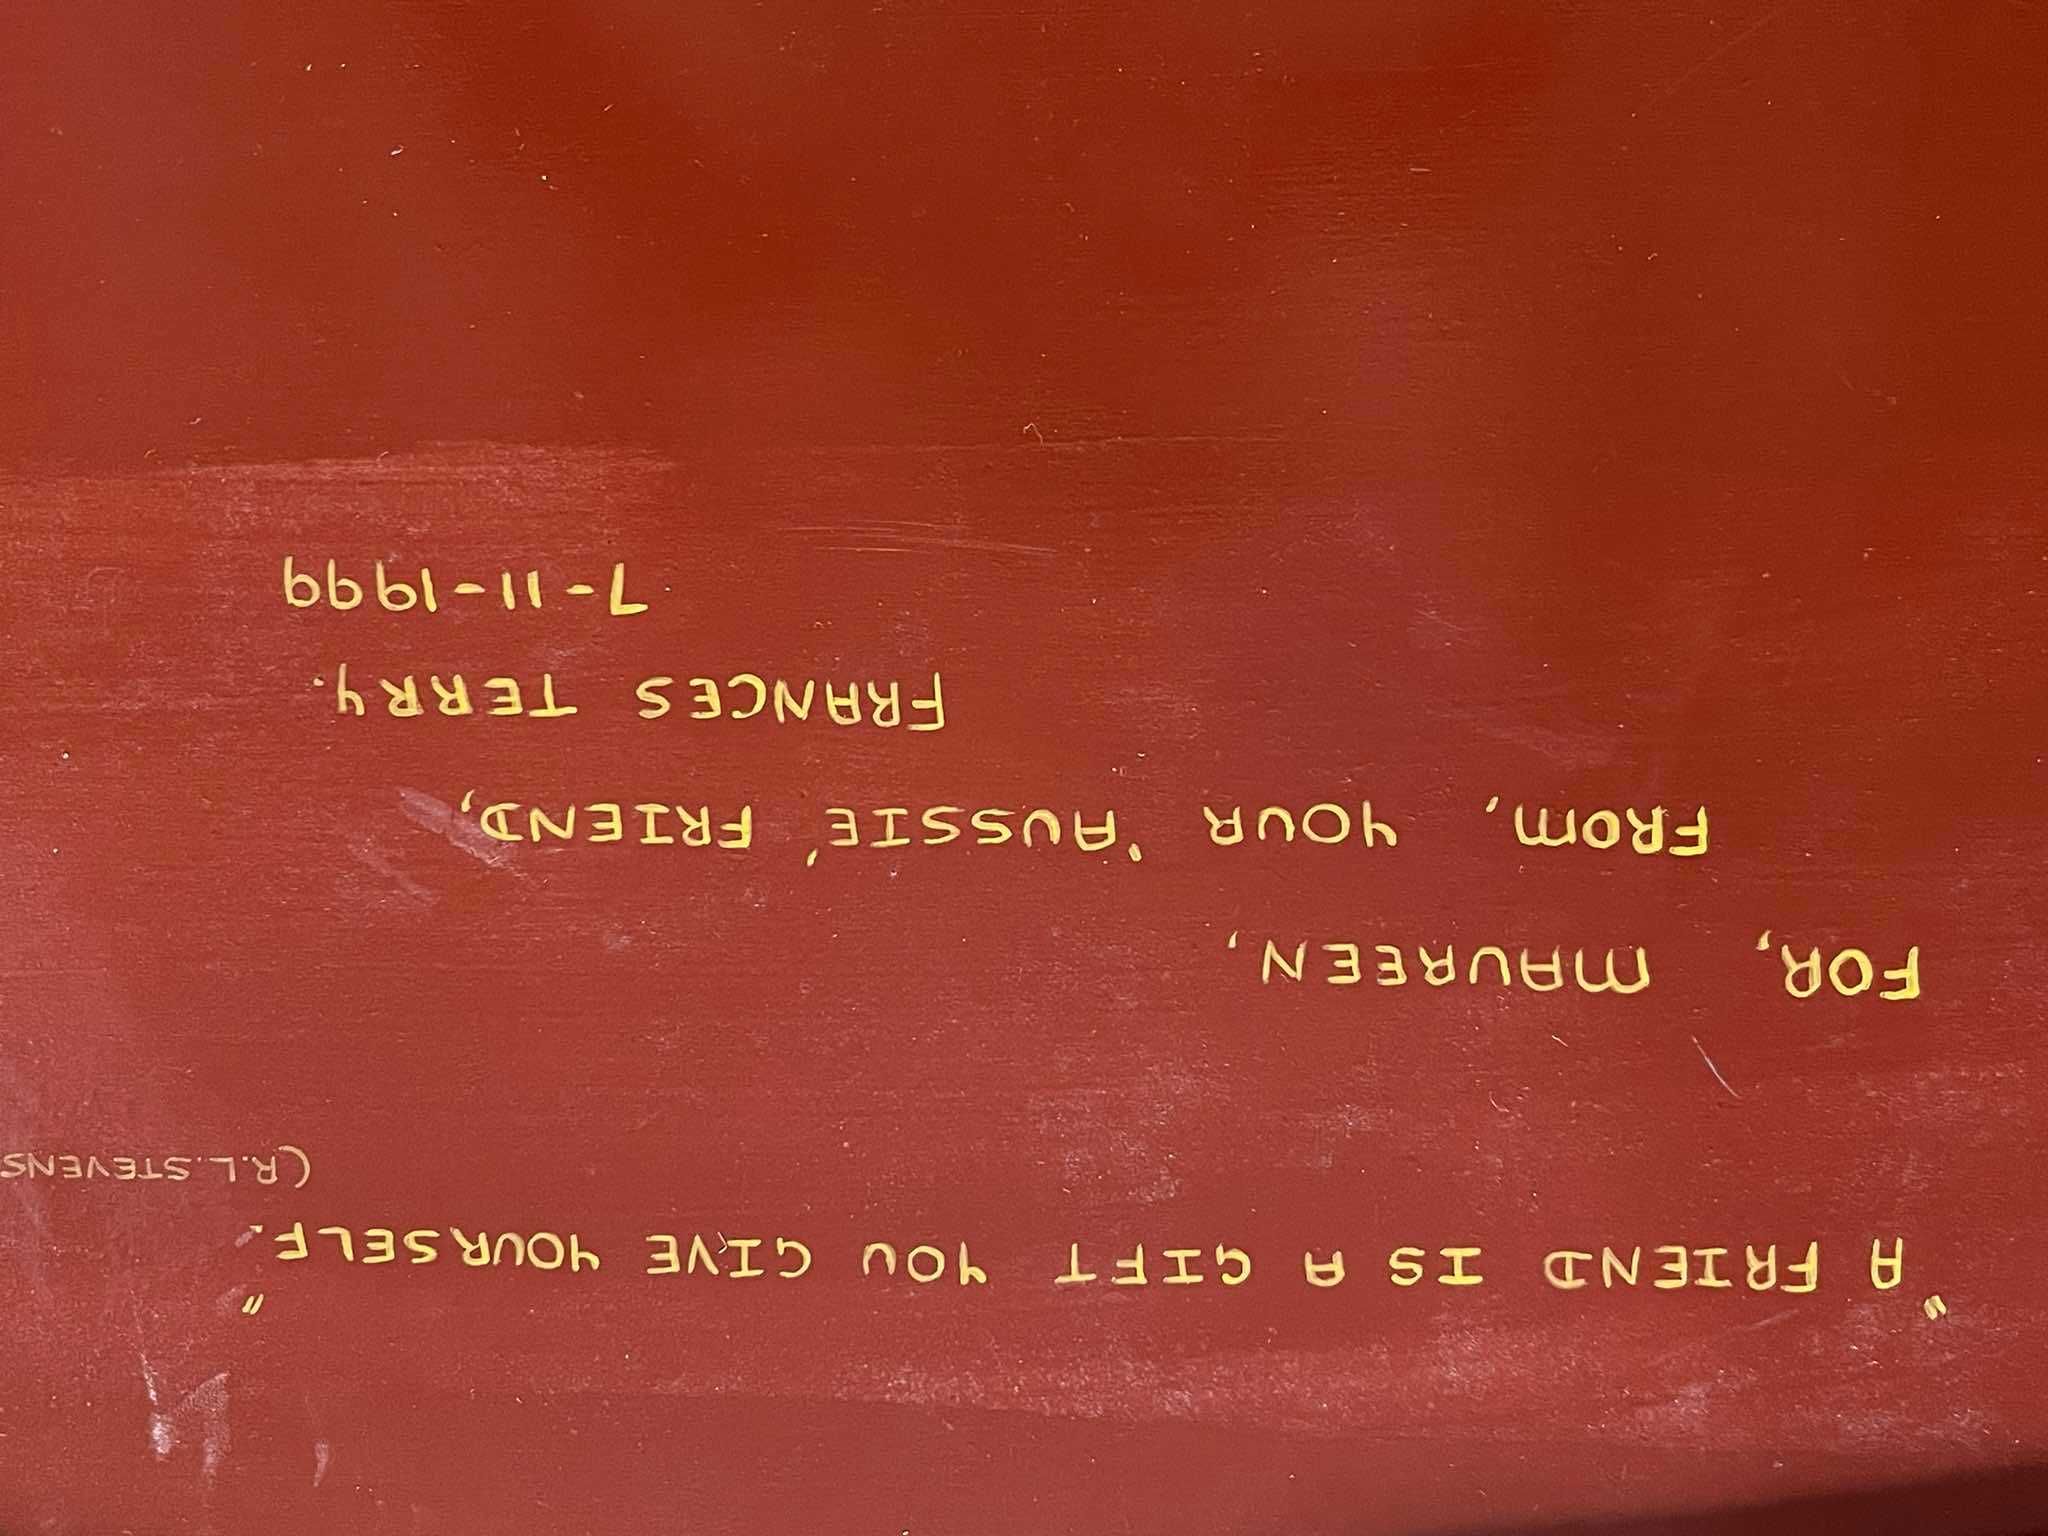 "A FRIEND IS A GIFT YOU GIVE YOURSELF."
(R.L.STEVENS
FOR, MAUREEN,
FROM, YOUR 'AUSSIE' FRIEND,
FRANCES TERRY.
7-11-1999